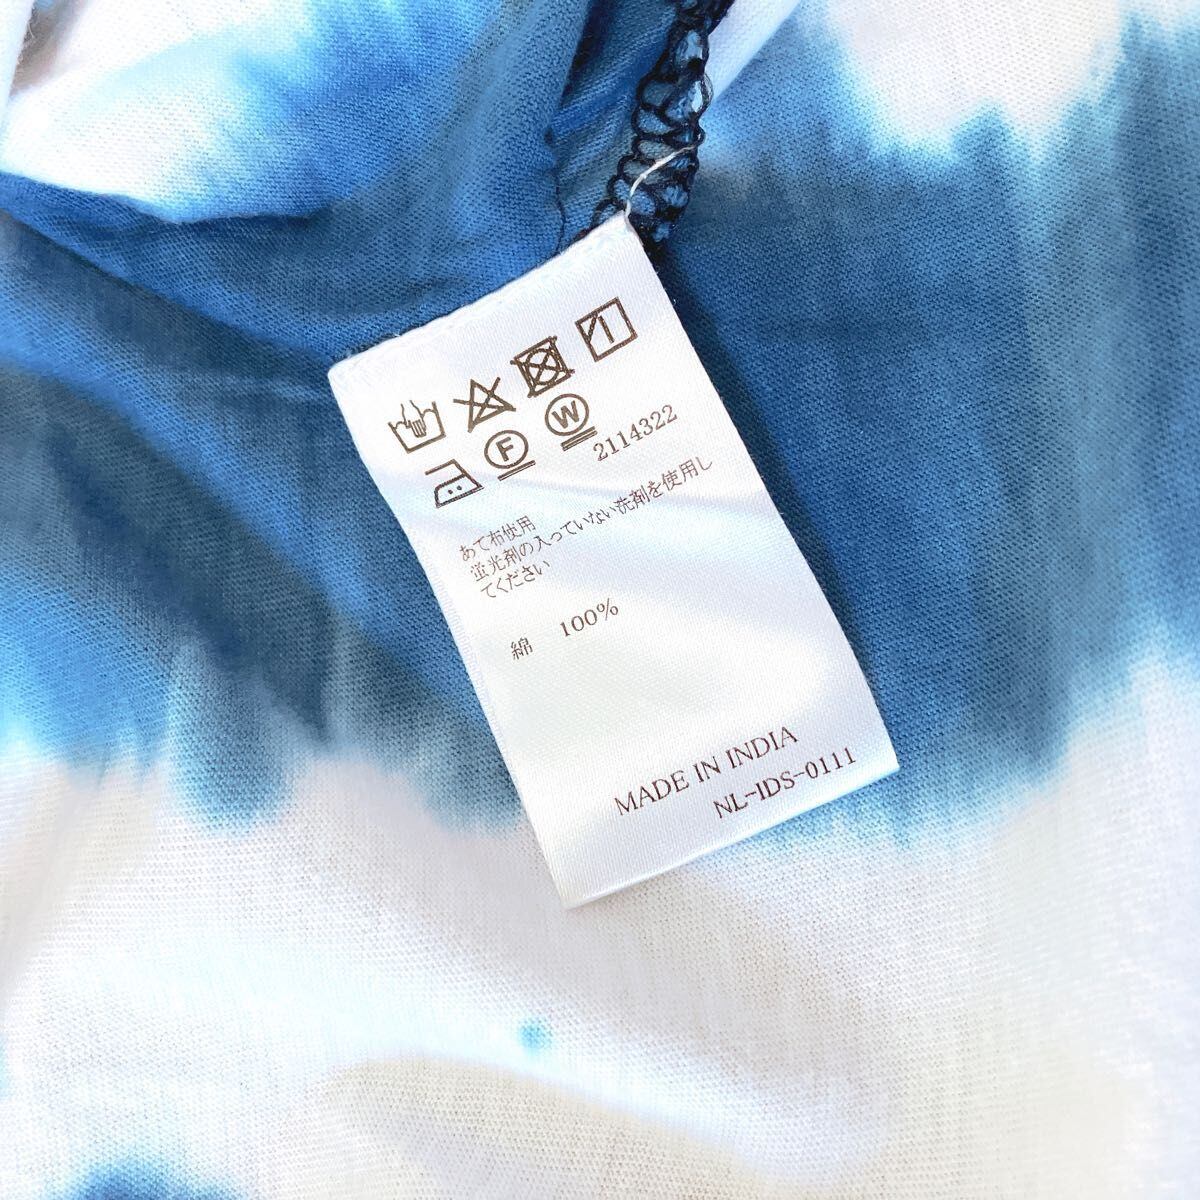 F
W
2114322
あて布使用
蛍光剤の入っていない洗剤を使用し
てください
綿 100%
MADE IN INDIA
NL-IDS-0111